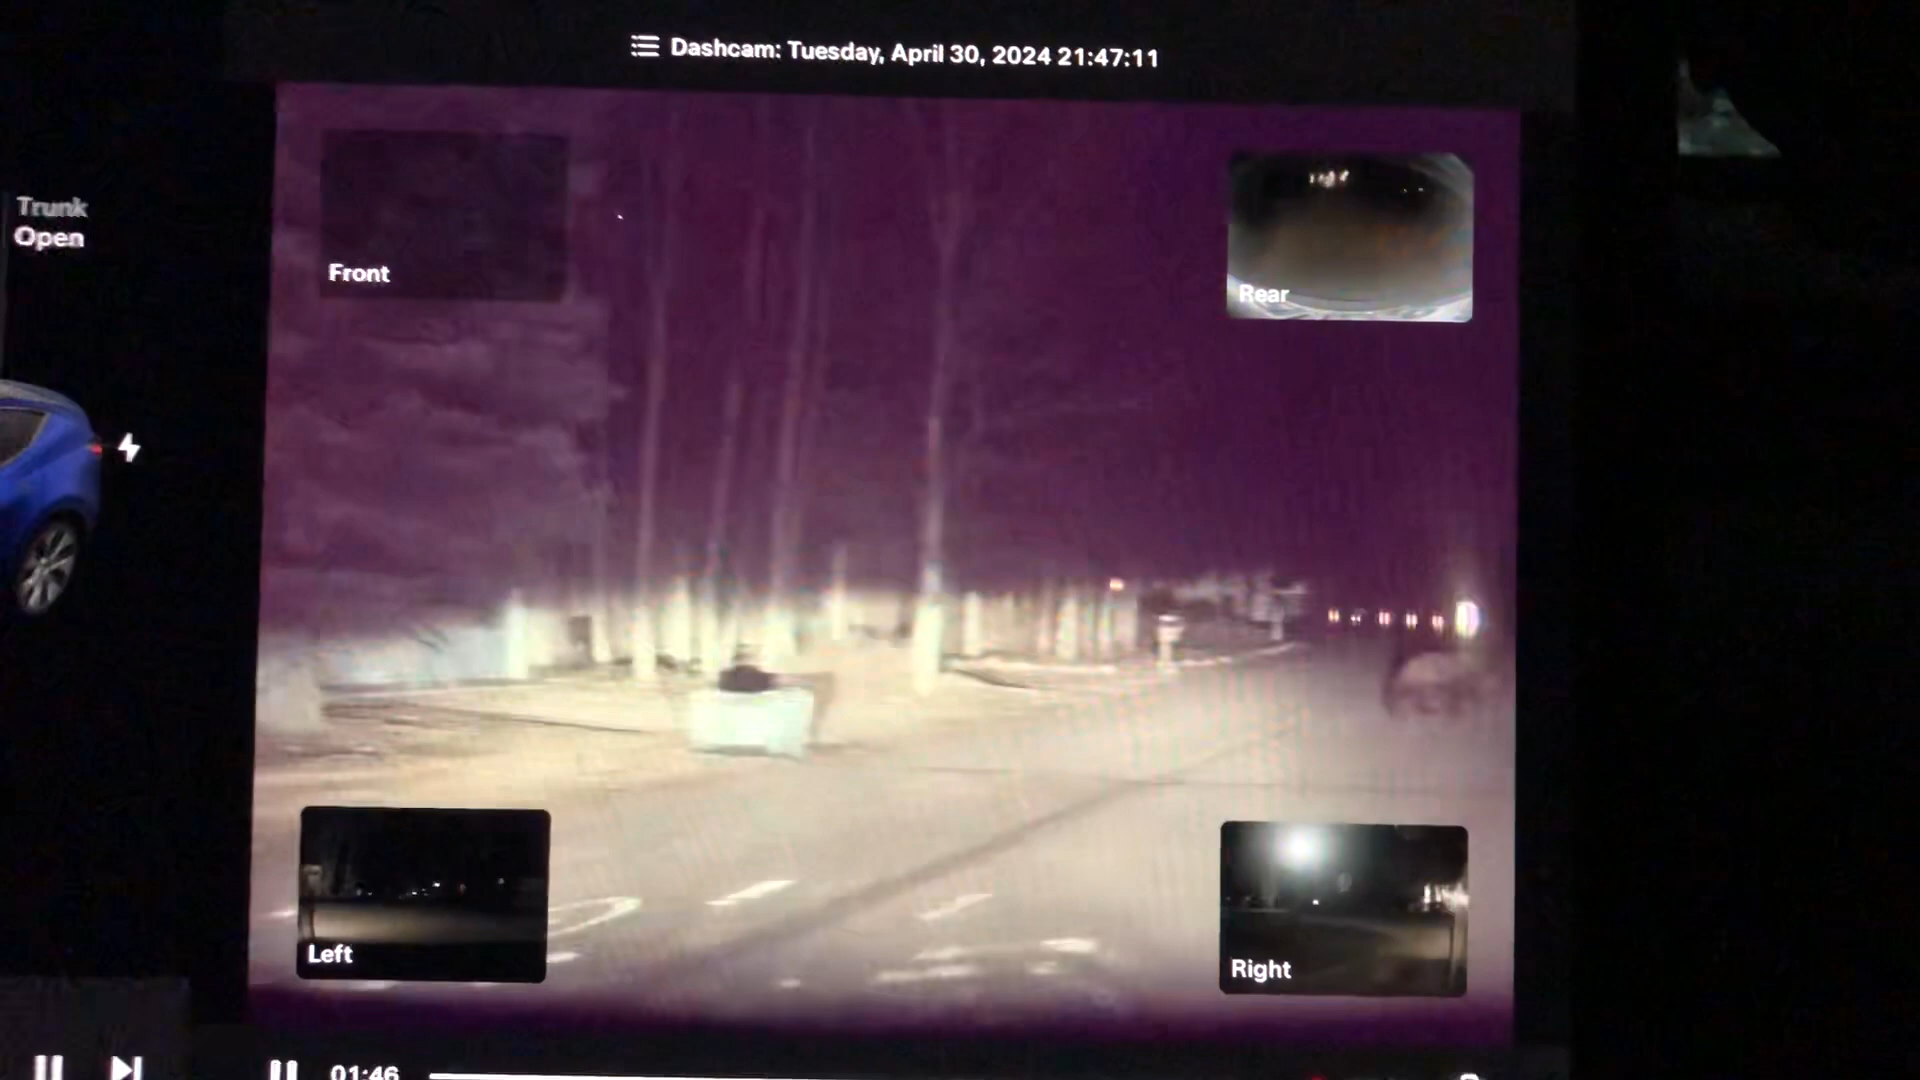 Dashcam: Tuesday, April 30, 2024 21:47:11
Trunk
Open
Front
Rear
Left
Right
01:46